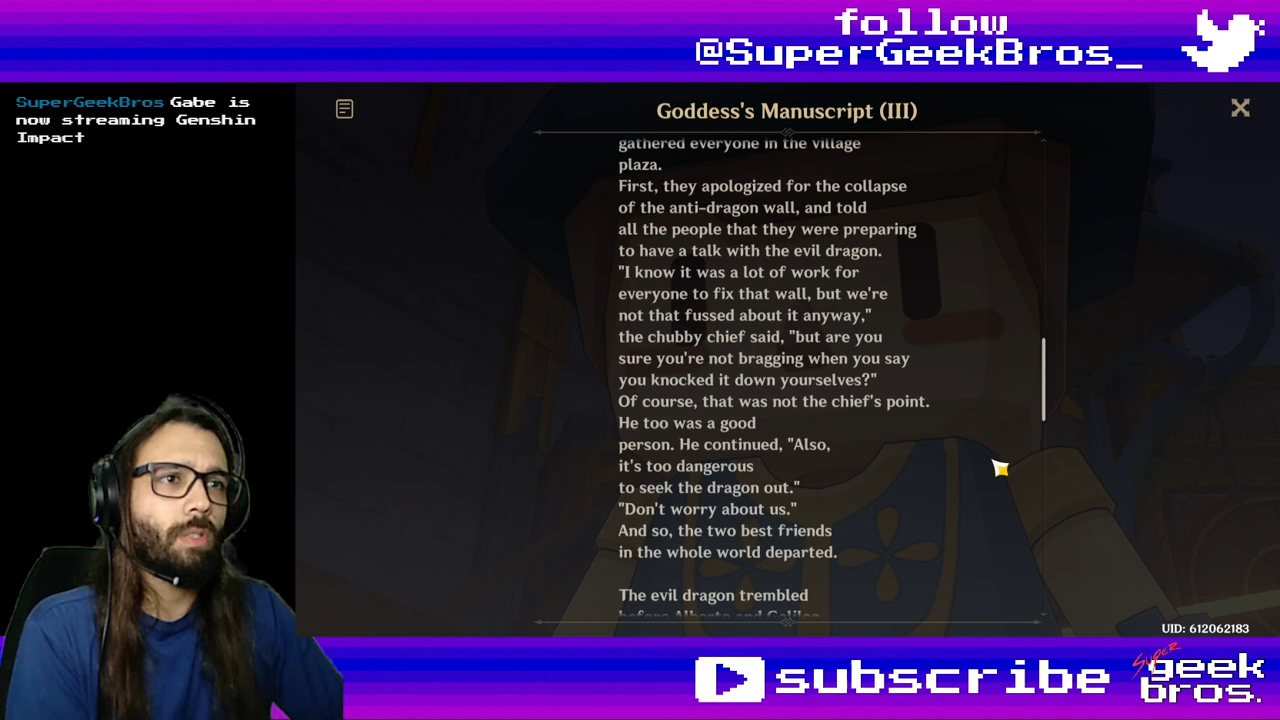 follow
@SuperGeekBros_
SuperGeekBros Gabe is
now streaming Genshin
Impact
Goddess's Manuscript (III)
gathered everyone in the village
plaza.
First, they apologized for the collapse
of the anti-dragon wall, and told
all the people that they were preparing
to have a talk with the evil dragon.
"I know it was a lot of work for
everyone to fix that wall, but we're
not that fussed about it anyway,"
the chubby chief said, "but are you
sure you're not bragging when you say
you knocked it down yourselves?"
Of course, that was not the chief's point.
He too was a good
person. He continued, "Also,
it's too dangerous
to seek the dragon out."
"Don't worry about us."
And so, the two best friends
in the whole world departed.
The evil dragon trembled
before Alberto and Galileo
UID: 612062183
subscribe
SUPER
geek
bros.